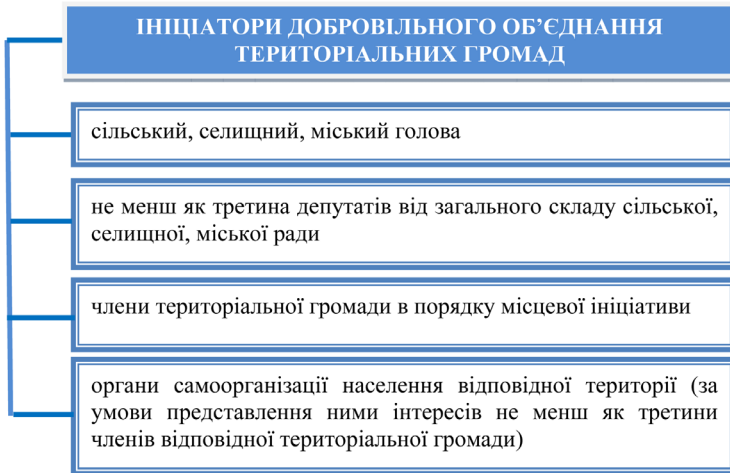 ІНІЦІАТОРИ ДОБРОВІЛЬНОГО ОБ’ЄДНАННЯ
ТЕРИТОРІАЛЬНИХ ГРОМАД
сільський, селищний, міський голова
не менш як третина депутатів від загального складу сільської,
селищної, міської ради
члени територіальної громади в порядку місцевої ініціативи
органи самоорганізації населення відповідної території (за
умови представлення ними інтересів не менш як третини
членів відповідної територіальної громади)